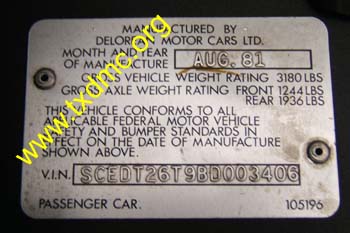 MANUFACTURED BY
DELOREAN MOTOR CARS LTD.
MONTH AND YEAR
OF MANUFACTURE AUG.81
GROSS VEHICLE WEIGHT RATING 3180 LBS
GROSS AXLE WEIGHT RATING FRONT 1244 LBS
REAR 1936 LBS
THIS VEHICLE CONFORMS TO ALL
APPLICABLE FEDERAL MOTOR VEHICLE
SAFETY AND BUMPER STANDARDS IN
EFFECT ON THE DATE OF MANUFACTURE
SHOWN ABOVE.
V.I.N. SCEDT26T9BD003406
PASSENGER CAR. 105196
www.txdmc.org